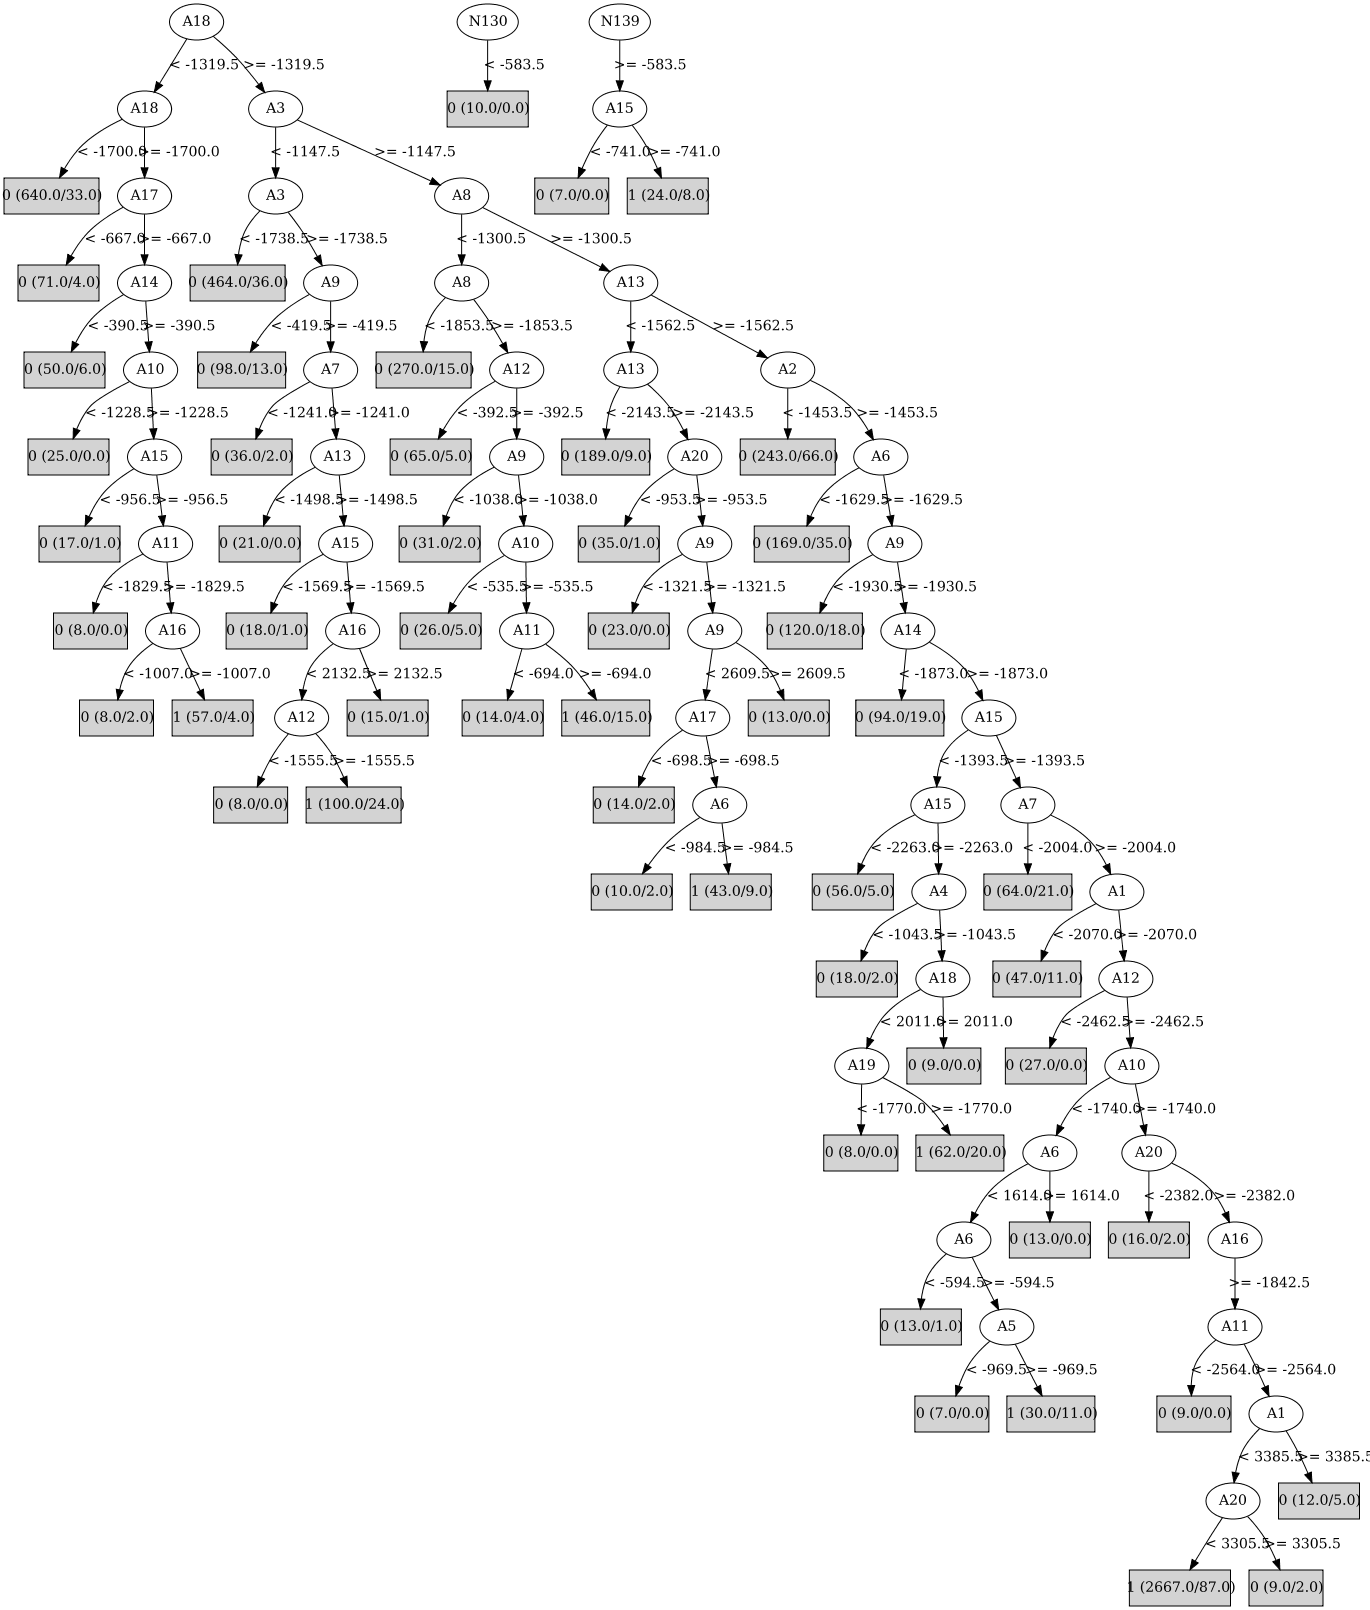 A18 N130 N139
< -1319.5 >= -1319.5 < -583.5 >= -583.5
A18 A3 0 (10.0/0.0) A15
< -1700.0 >= -1700.0 < -1147.5 >= -1147.5 < -741.0 >= -741.0
0 (640.0/33.0) A17 A3 A8 0 (7.0/0.0) 1 (24.0/8.0)
< -667.0 >= -667.0 < -1738.5 >= -1738.5 < -1300.5 >= -1300.5
0 (71.0/4.0) A14 0 (464.0/36.0) A9 A8 A13
< -390.5 >= -390.5 < -419.5 >= -419.5 < -1853.5 >= -1853.5 < -1562.5 >= -1562.5
0 (50.0/6.0) A10 0 (98.0/13.0) A7 0 (270.0/15.0) A12 A13 A2
< -1228.5 >= -1228.5 < -1241.0 >= -1241.0 < -392.5 >= -392.5 < -2143.5 >= -2143.5 < -1453.5 >= -1453.5
0 (25.0/0.0) A15 0 (36.0/2.0) A13 0 (65.0/5.0) A9 0 (189.0/9.0) A20 0 (243.0/66.0) A6
< -956.5 >= -956.5 < -1498.5 >= -1498.5 < -1038.0 >= -1038.0 < -953.5 >= -953.5 < -1629.5 >= -1629.5
0 (17.0/1.0) A11 0 (21.0/0.0) A15 0 (31.0/2.0) A10 0 (35.0/1.0) A9 0 (169.0/35.0) A9
< -1829.5 >= -1829.5 < -1569.5 >= -1569.5 < -535.5 >= -535.5 < -1321.5 >= -1321.5 < -1930.5 >= -1930.5
0 (8.0/0.0) A16 0 (18.0/1.0) A16 0 (26.0/5.0) A11 0 (23.0/0.0) A9 0 (120.0/18.0) A14
< -1007.0 >= -1007.0 < 2132.5 >= 2132.5 < -694.0 >= -694.0 < 2609.5 >= 2609.5 < -1873.0 >= -1873.0
0 (8.0/2.0) 1 (57.0/4.0) A12 0 (15.0/1.0) 0 (14.0/4.0) 1 (46.0/15.0) A17 0 (13.0/0.0) 0 (94.0/19.0) A15
< -1555.5 >= -1555.5 < -698.5 >= -698.5 < -1393.5 >= -1393.5
0 (8.0/0.0) 1 (100.0/24.0) 0 (14.0/2.0) A6 A15 A7
< -984.5 >= -984.5 < -2263.0 >= -2263.0 < -2004.0 >= -2004.0
0 (10.0/2.0) 1 (43.0/9.0) 0 (56.0/5.0) A4 0 (64.0/21.0) A1
< -1043.5 >= -1043.5 < -2070.0 >= -2070.0
0 (18.0/2.0) A18 0 (47.0/11.0) A12
< 2011.0 >= 2011.0 < -2462.5 >= -2462.5
A19 0 (9.0/0.0) 0 (27.0/0.0) A10
< -1770.0 >= -1770.0 < -1740.0 >= -1740.0
0 (8.0/0.0) 1 (62.0/20.0) A6 A20
< 1614.0 >= 1614.0 < -2382.0 >= -2382.0
A6 0 (13.0/0.0) 0 (16.0/2.0) A16
< -594.5 >= -594.5 >= -1842.5
0 (13.0/1.0) A5 A11
< -969.5 >= -969.5 < -2564.0 >= -2564.0
0 (7.0/0.0) 1 (30.0/11.0) 0 (9.0/0.0) A1
< 3385.5 >= 3385.5
A20 0 (12.0/5.0)
< 3305.5 >= 3305.5
1 (2667.0/87.0) 0 (9.0/2.0)